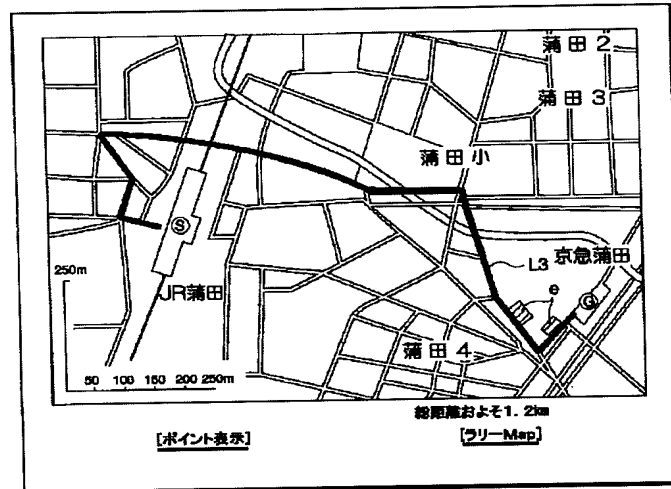 蒲田2
蒲田3
蒲田小
京急蒲田
L3
e
S
G
250m
JR蒲田
蒲田4
50 100 150 200 250m
総距離およそ1.2km
[ポイント表示]
[ラリーMap]